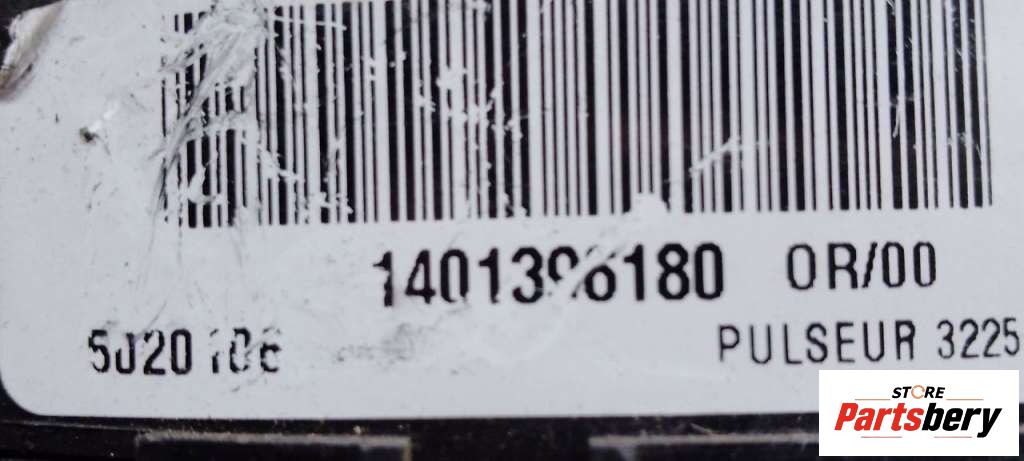 1401396180 OR/00
PULSEUR 3225
STORE
Partsbery